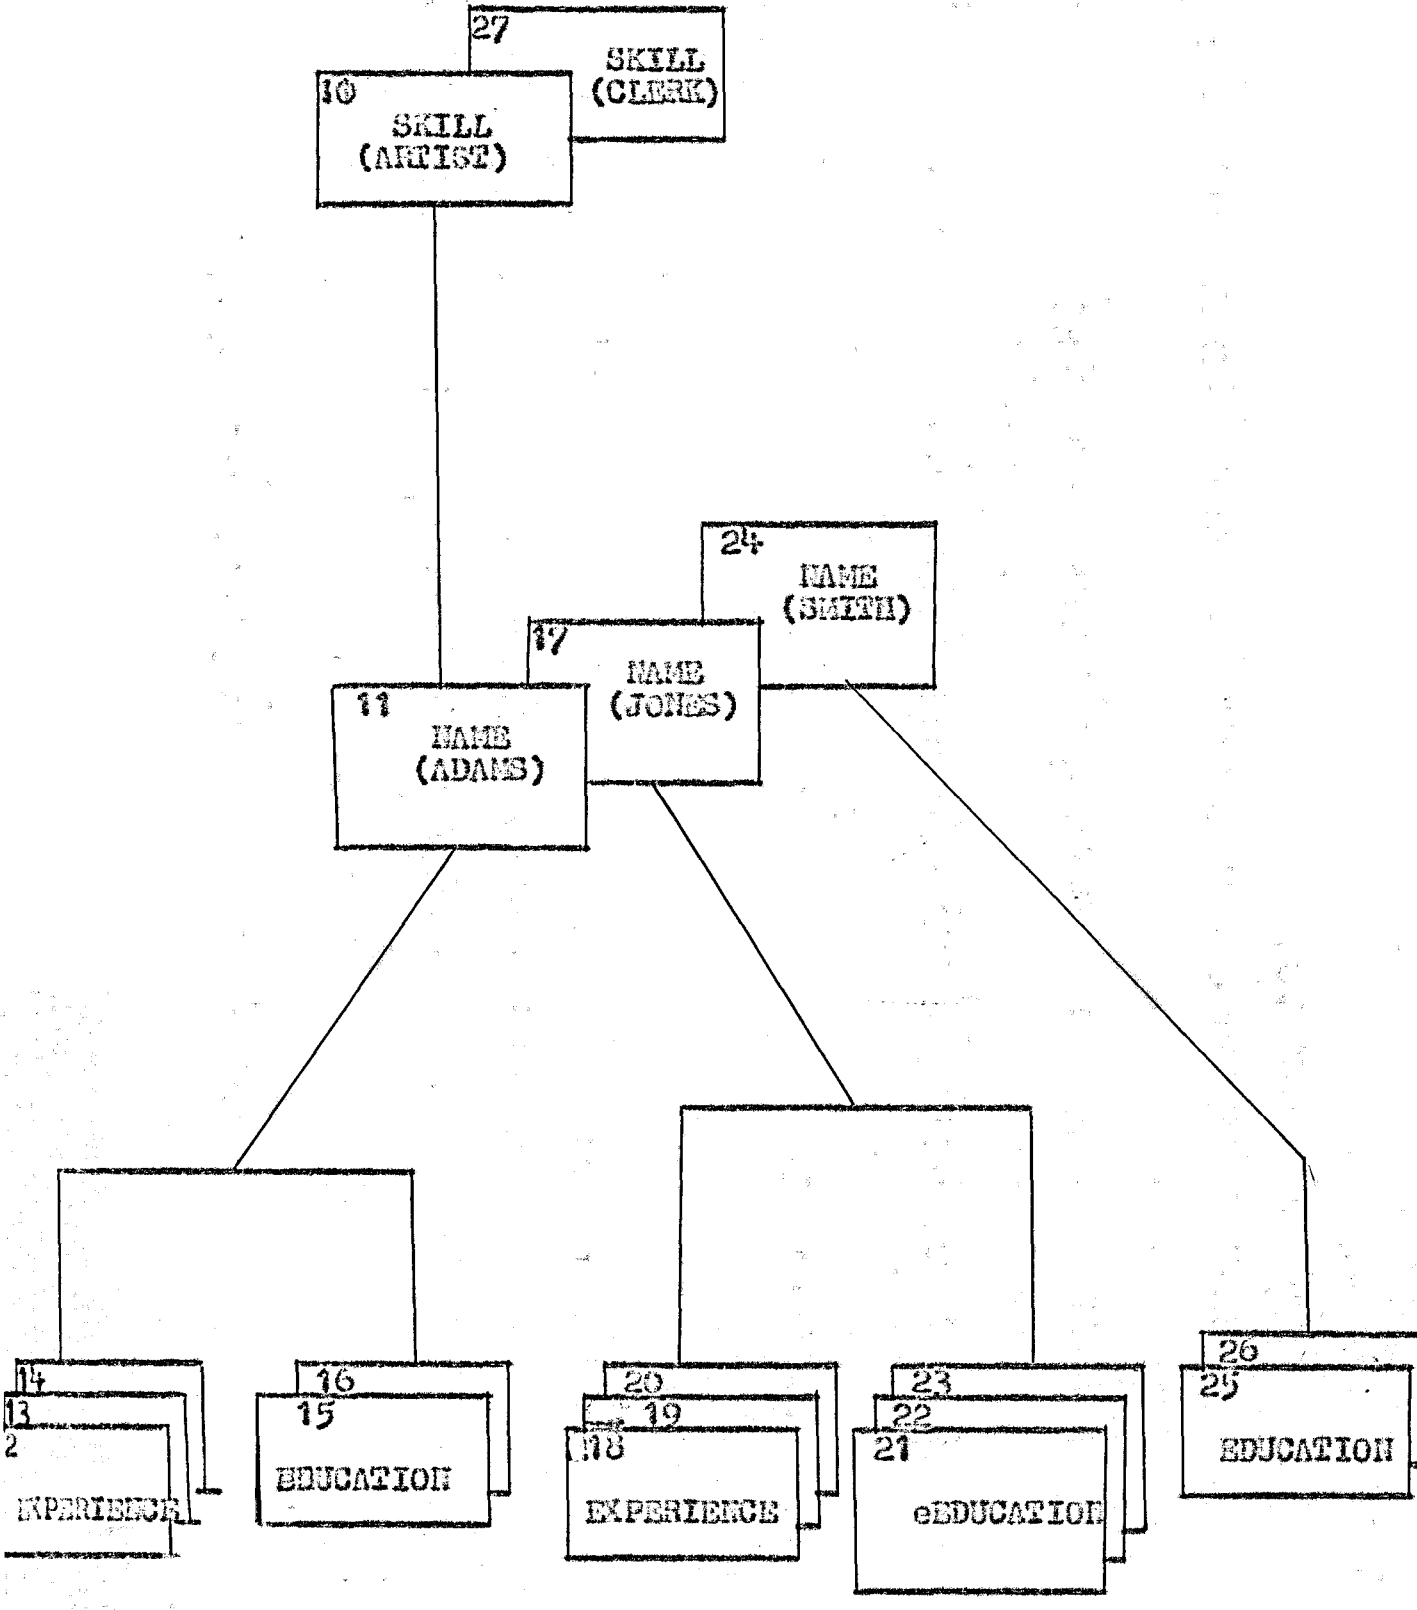 27
SKILL
(CLERK)
10
SKILL
(ARTIST)
24
NAME
(SMITH)
17
NAME
(JONES)
11
NAME
(ADAMS)
14
13
2
EXPERIENCE
16
15
EDUCATION
20
19
18
EXPERIENCE
23
22
21
eEDUCATION
26
25
EDUCATION